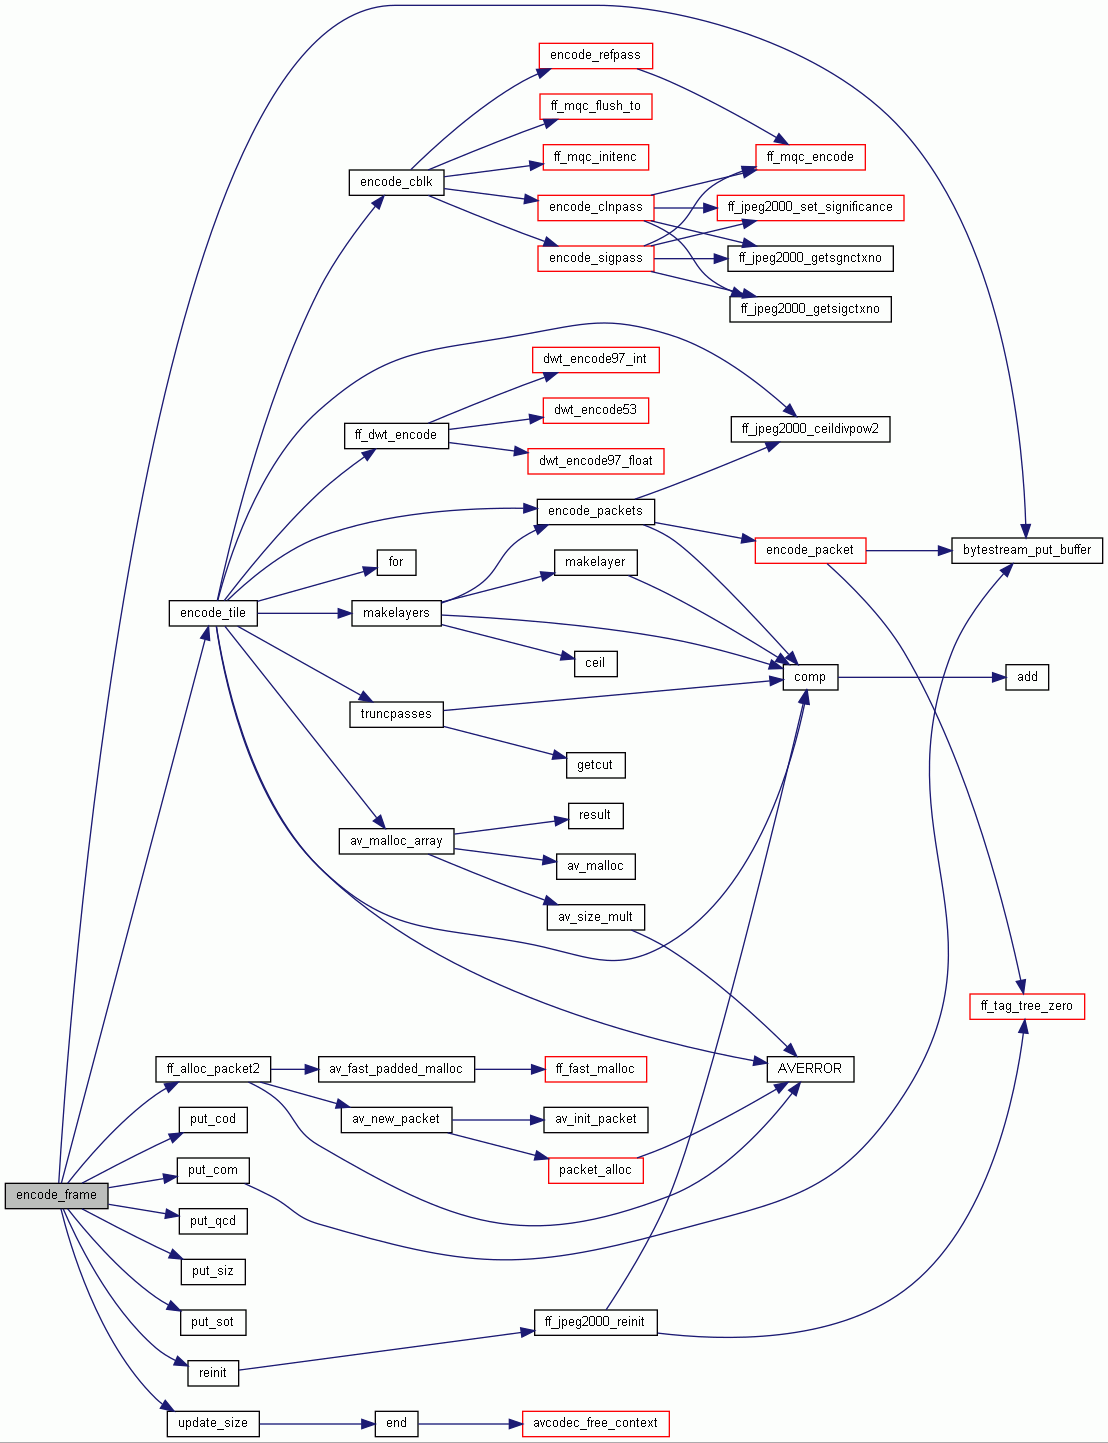 encode_refpass
ff_mqc_flush_to
ff_mqc_encode
ff_mqc_initenc
encode_cblk
encode_clnpass
ff_jpeg2000_set_significance
encode_sigpass
ff_jpeg2000_getsgnctxno
ff_jpeg2000_getsigctxno
dwt_encode97_int
dwt_encode53
ff_jpeg2000_ceildivpow2
ff_dwt_encode
dwt_encode97_float
encode_packets
encode_packet
bytestream_put_buffer
for
makelayer
encode_tile
makelayers
ceil
comp
add
truncpasses
getcut
result
av_malloc_array
av_malloc
av_size_mult
ff_tag_tree_zero
ff_alloc_packet2
av_fast_padded_malloc
ff_fast_malloc
AVERROR
put_cod
av_new_packet
av_init_packet
put_com
packet_alloc
encode_frame
put_qcd
put_siz
put_sot
ff_jpeg2000_reinit
reinit
update_size
end
avcodec_free_context